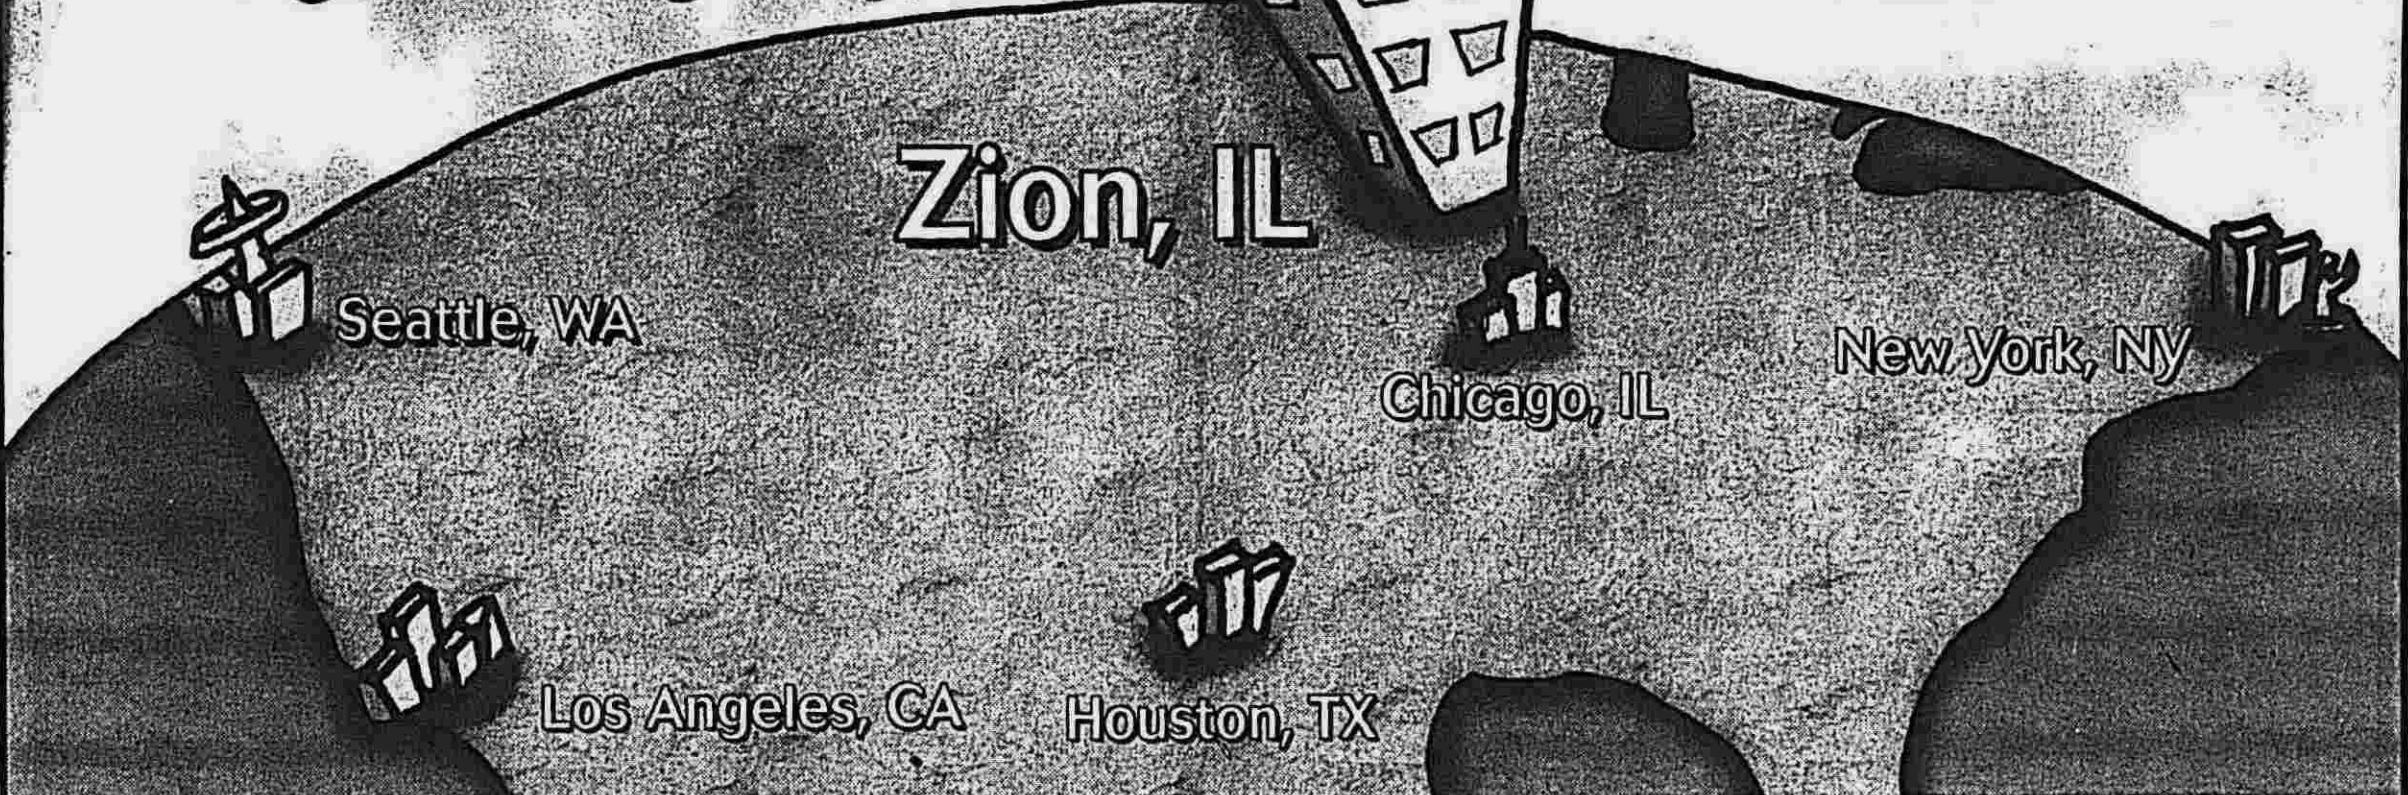 Zion, IL
Seattle, WA
New York, NY
Chicago, IL
Los Angeles, CA
Houston, TX